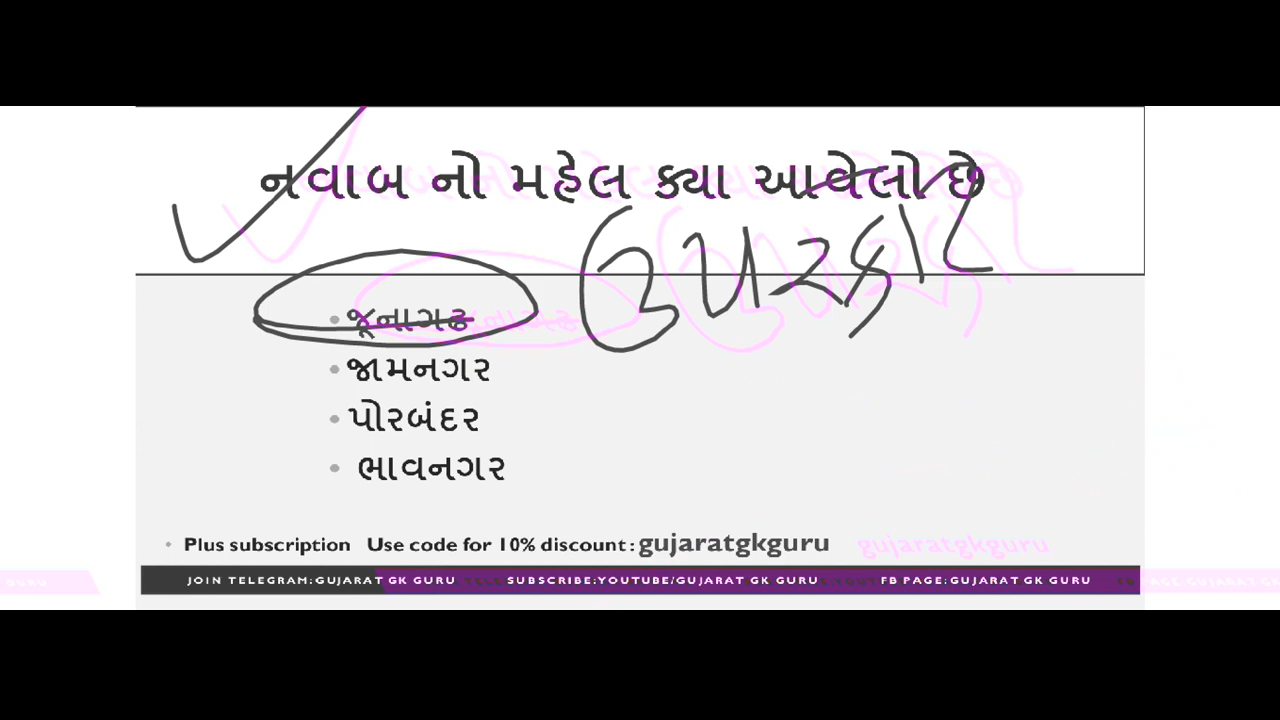 નવાબ નો મહેલ ક્યા આવેલો છે
ઉપરકોટ
• જૂનાગઢ
• જામનગર
• પોરબંદર
• ભાવનગર
• Plus subscription Use code for 10% discount : gujaratgkguru
JOIN TELEGRAM:GUJARAT GK GURU SUBSCRIBE:YOUTUBE/GUJARAT GK GURU FB PAGE:GUJARAT GK GURU